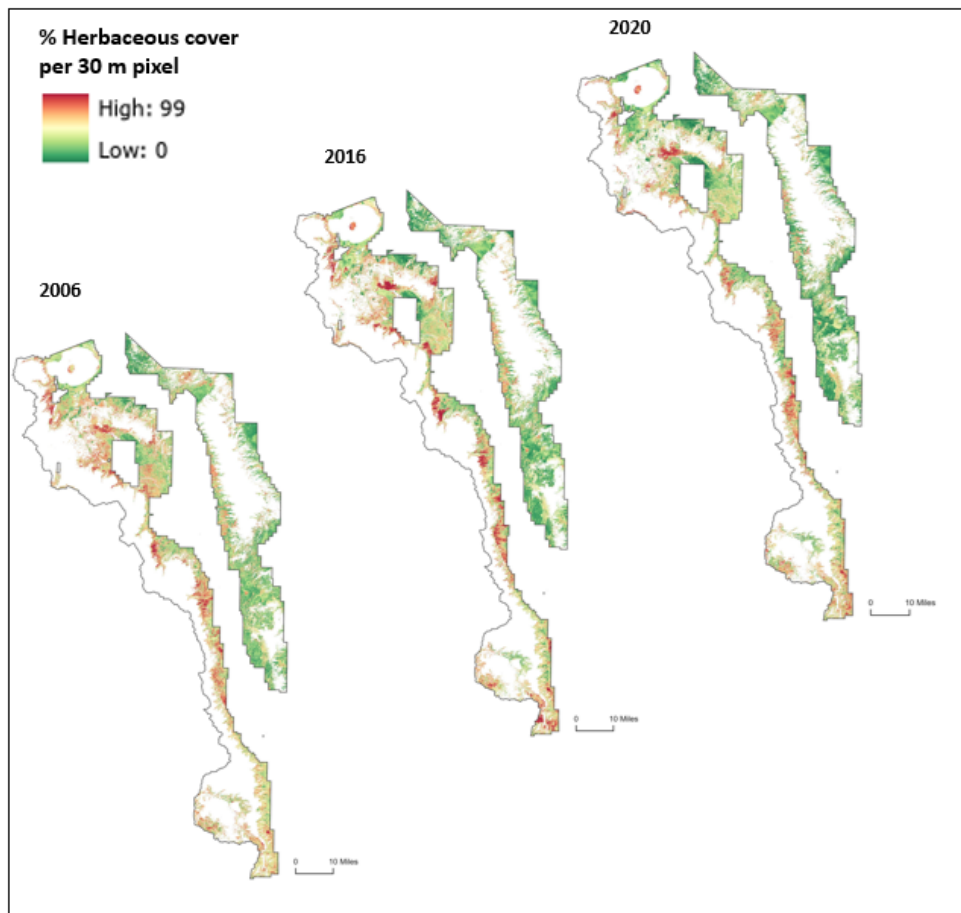 2020
% Herbaceous cover
per 30 m pixel
High: 99
Low: 0
2016
2006
0 10 Miles
0 10 Miles
0 10 Miles